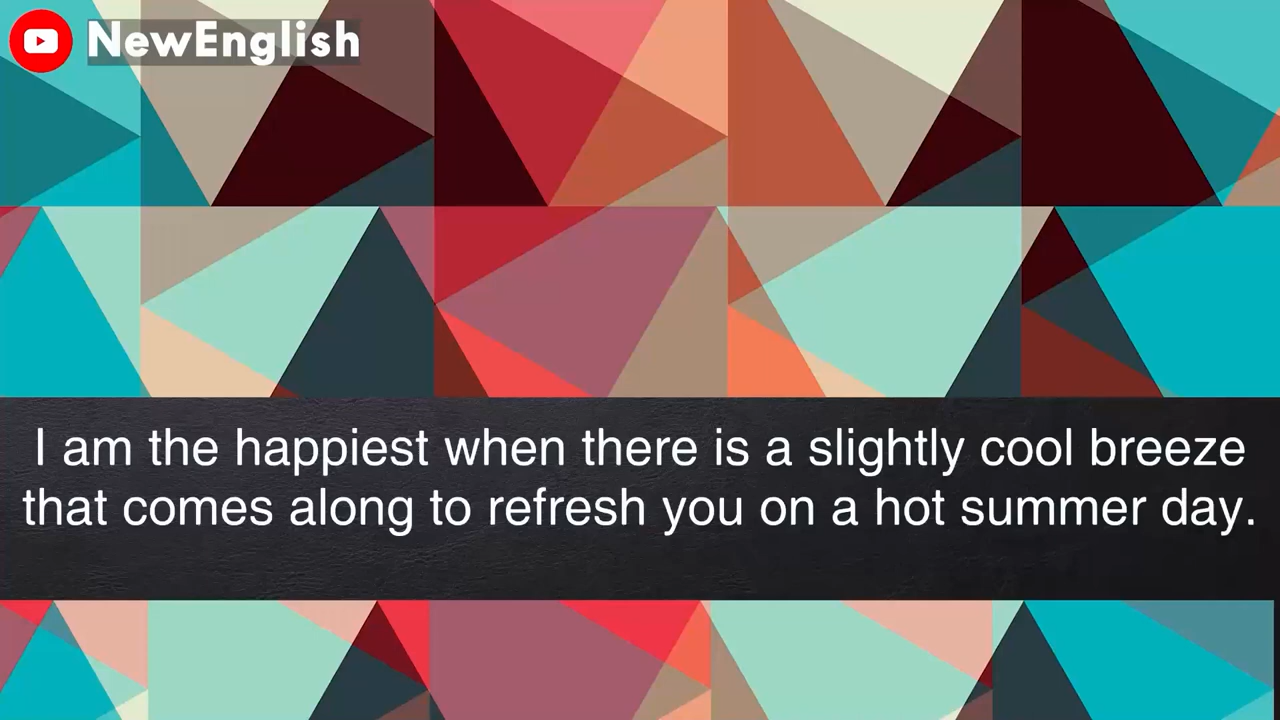 NewEnglish
I am the happiest when there is a slightly cool breeze
that comes along to refresh you on a hot summer day.